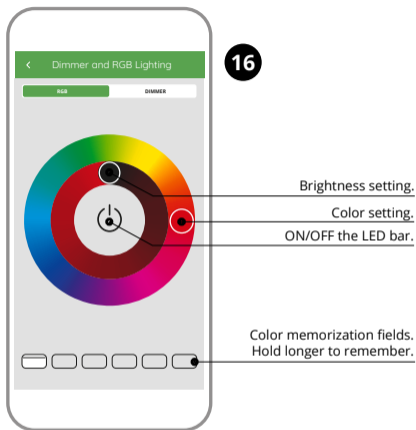 Dimmer and RGB Lighting
16
RGB
DIMMER
Brightness setting.
Color setting.
ON/OFF the LED bar.
Color memorization fields.
Hold longer to remember.